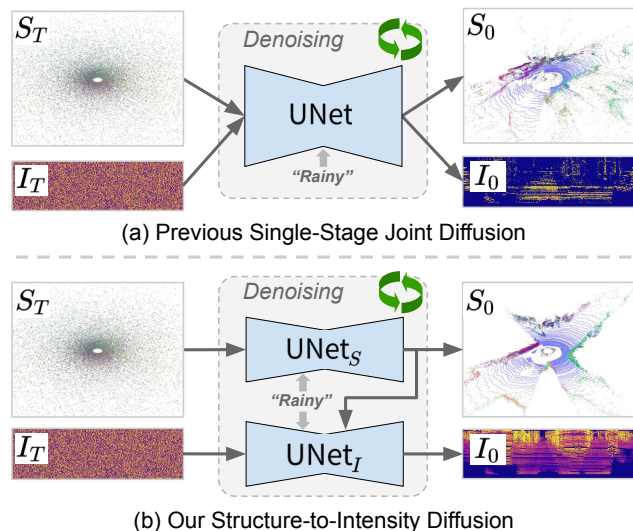 S_T
Denoising
S_0
UNet
I_T
"Rainy"
I_0
(a) Previous Single-Stage Joint Diffusion
S_T
Denoising
S_0
UNet_S
"Rainy"
I_T
UNet_I
I_0
(b) Our Structure-to-Intensity Diffusion